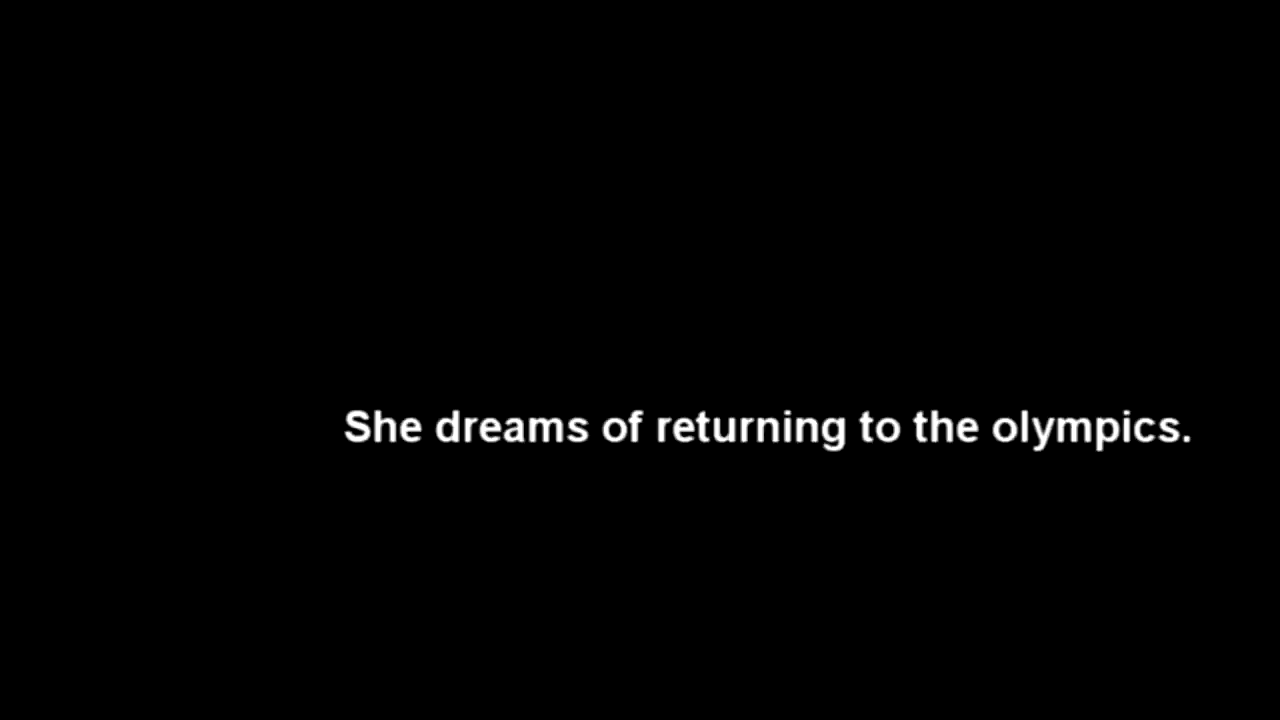 She dreams of returning to the olympics.